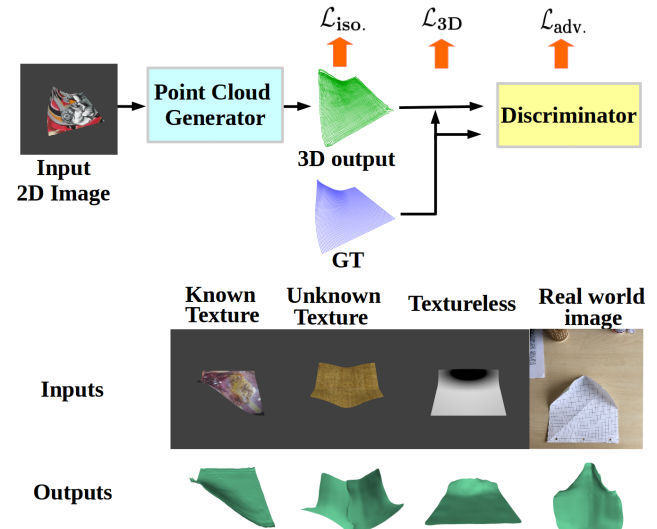 ℒiso.
ℒ3D
ℒadv.
Point Cloud
Generator
Discriminator
3D output
Input
2D Image
GT
Known
Texture
Unknown
Texture
Textureless
Real world
image
Inputs
Outputs